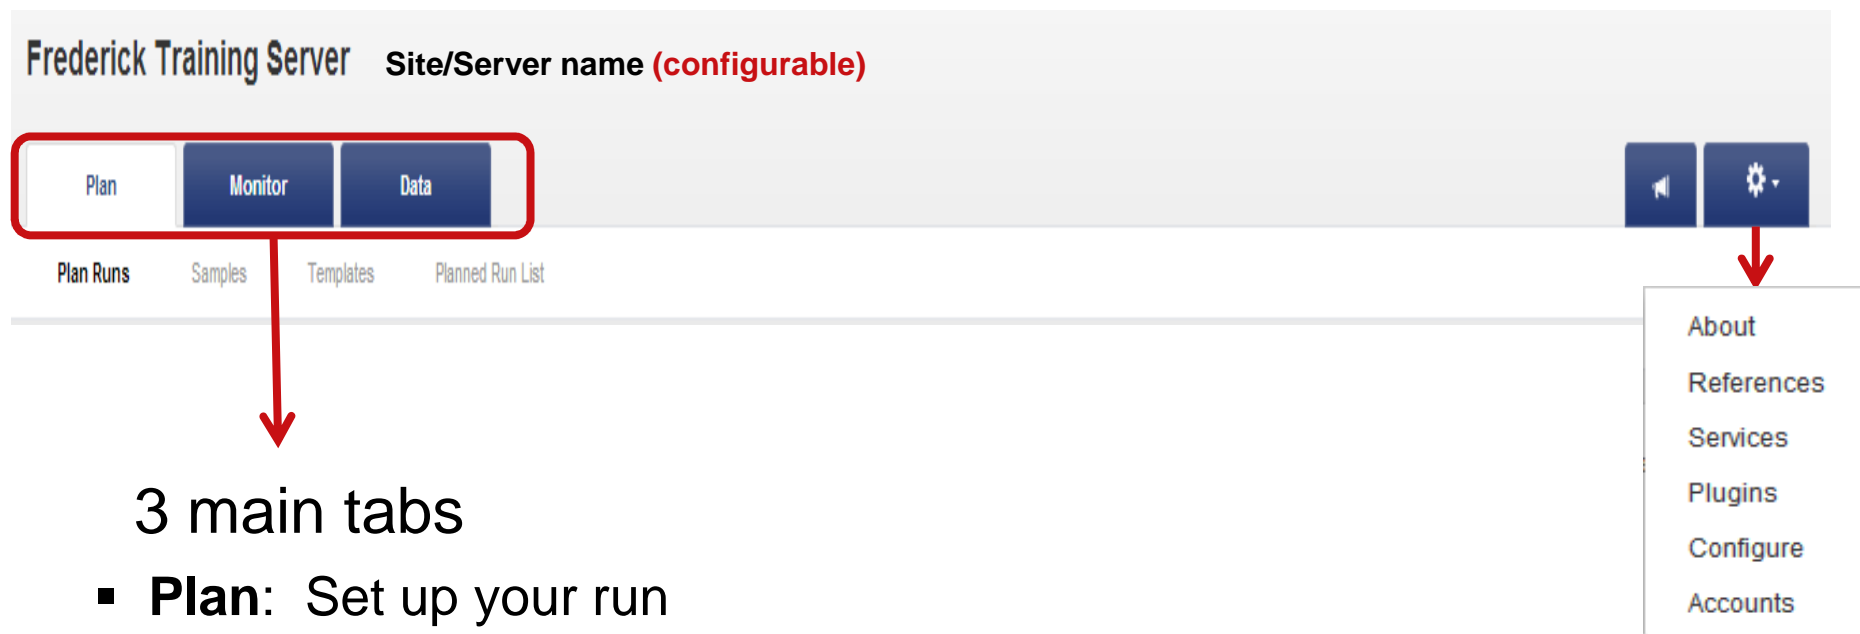 Frederick Training Server Site/Server name (configurable)
Plan Monitor Data
Plan Runs Samples Templates Planned Run List
About
References
Services
Plugins
Configure
Accounts
3 main tabs
▪ Plan: Set up your run